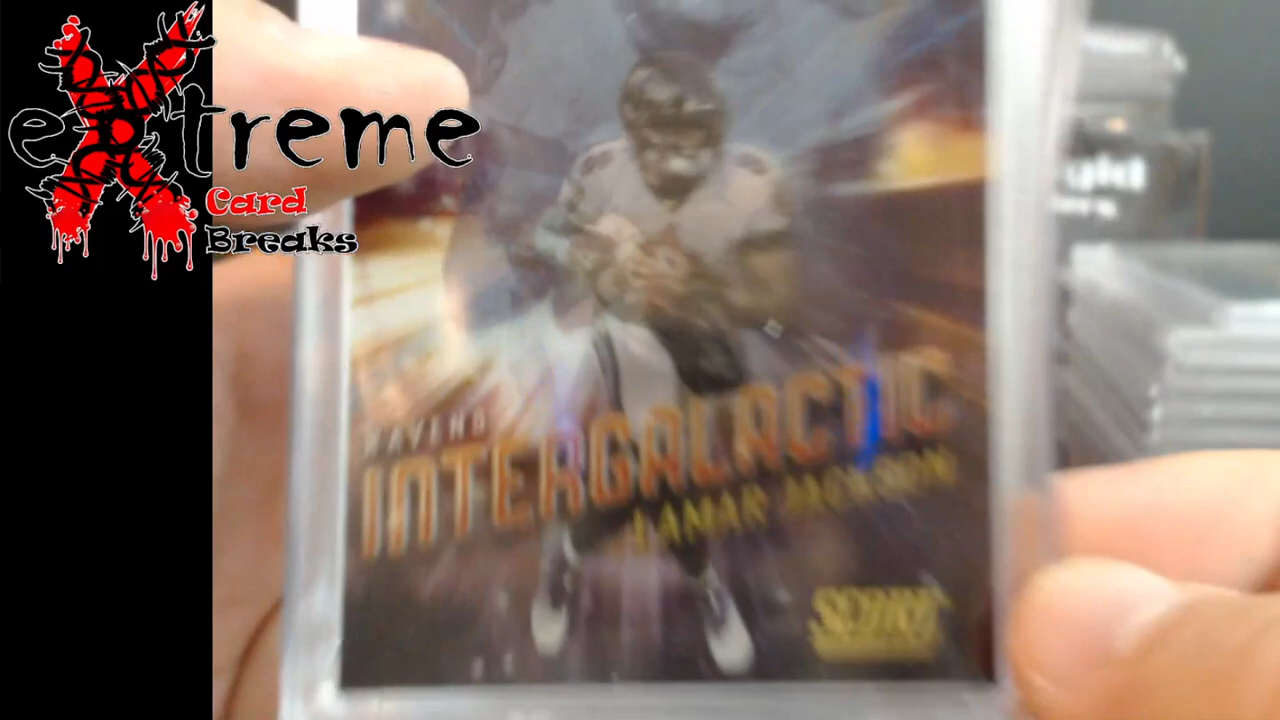 extreme
Card
Breaks
RAVENS
INTERGALACTIC
LAMAR JACKSON
SCORE